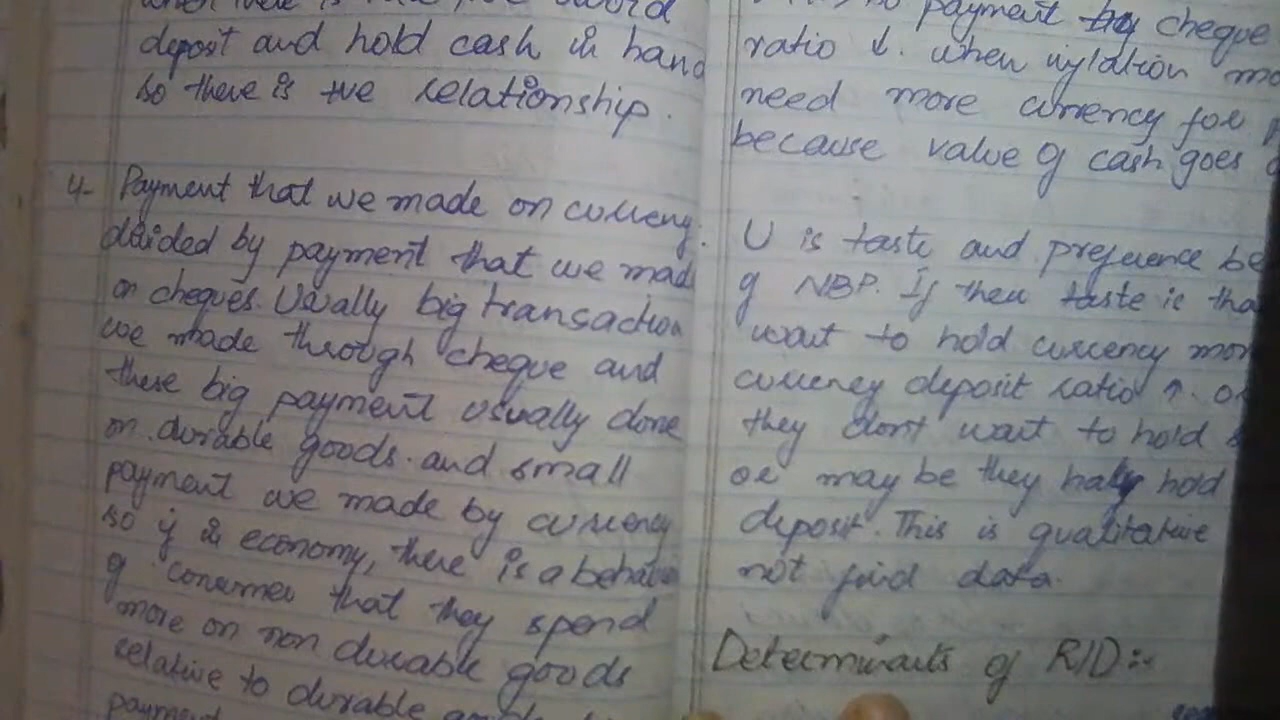 deposit and hold cash in hand
so there is +ve relationship.
4- Payment that we made on currency.
divided by payment that we made
on cheques. Usually big transaction
we made through cheque and
these big payment usually done
on durable goods. and small
payment we made by currency
so if in economy, there is a
of consumer that they spend
more on non durable goods
relative to durable
payment
payment by cheque
ratio ↓. when inflation
need more currency for
because value of cash goes
U is taste and preference
of NBP. If their taste is
want to hold currency
currency deposit ratio ↑.
they dont want to hold
or may be they hold
deposit. This is qualitative
not find data.
Determinants of R/D:-